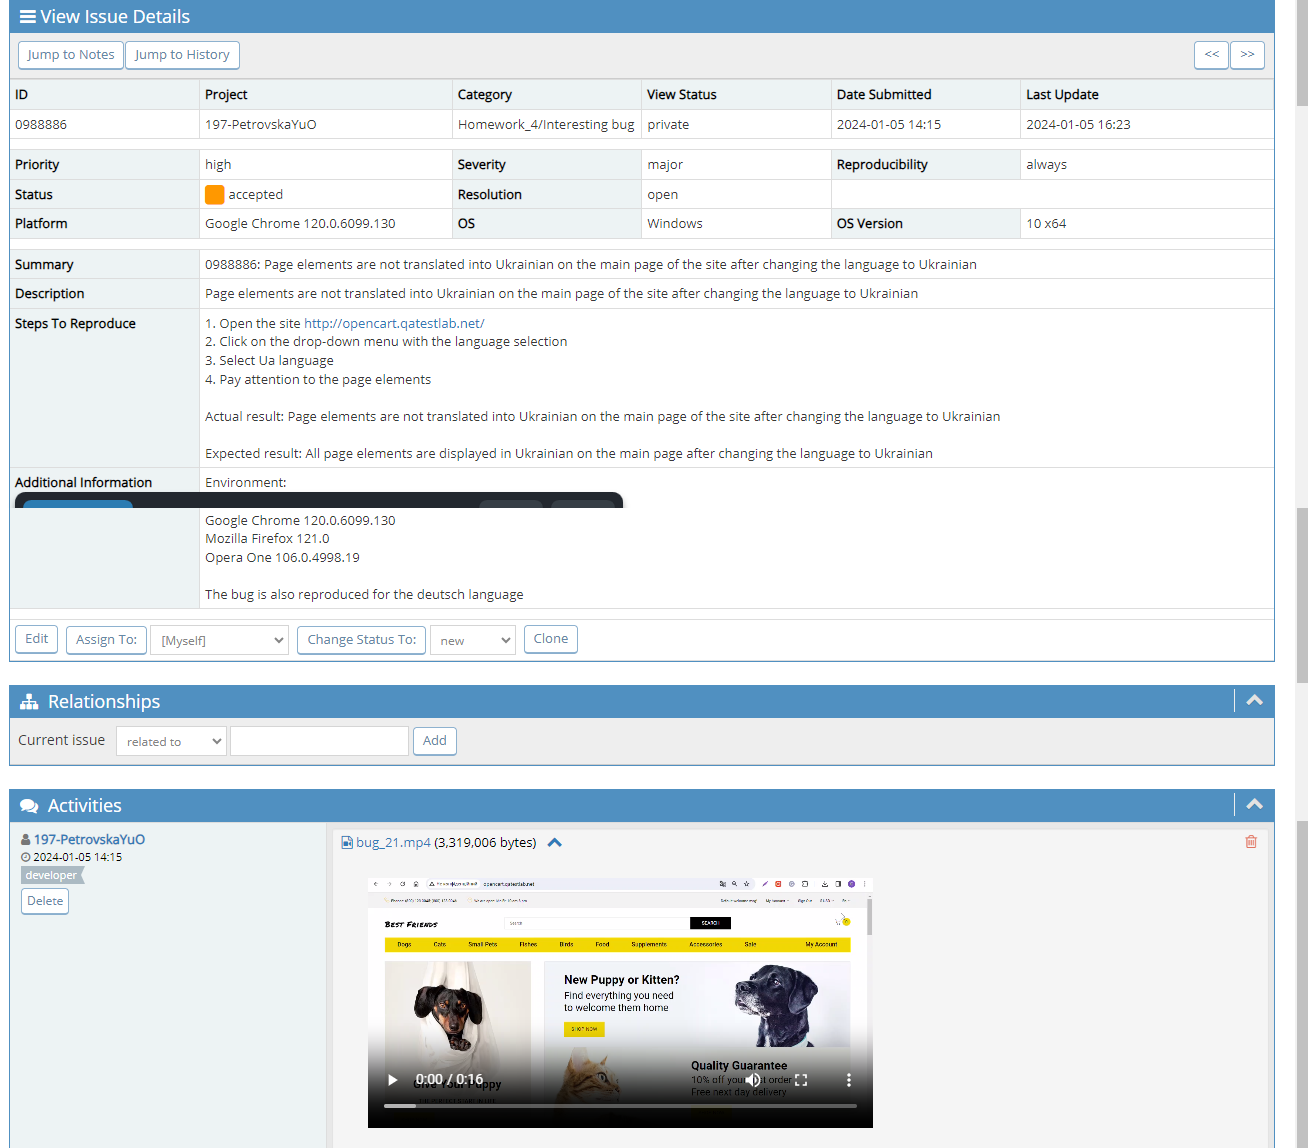 View Issue Details
Jump to Notes Jump to History << >>
ID Project Category View Status Date Submitted Last Update
0988886 197-PetrovskaYuO Homework_4/Interesting bug private 2024-01-05 14:15 2024-01-05 16:23
Priority high Severity major Reproducibility always
Status accepted Resolution open
Platform Google Chrome 120.0.6099.130 OS Windows OS Version 10 x64
Summary 0988886: Page elements are not translated into Ukrainian on the main page of the site after changing the language to Ukrainian
Description Page elements are not translated into Ukrainian on the main page of the site after changing the language to Ukrainian
Steps To Reproduce 1. Open the site http://opencart.qatestlab.net/
2. Click on the drop-down menu with the language selection
3. Select Ua language
4. Pay attention to the page elements
Actual result: Page elements are not translated into Ukrainian on the main page of the site after changing the language to Ukrainian
Expected result: All page elements are displayed in Ukrainian on the main page after changing the language to Ukrainian
Additional Information Environment:
Google Chrome 120.0.6099.130
Mozilla Firefox 121.0
Opera One 106.0.4998.19
The bug is also reproduced for the deutsch language
Edit Assign To: [Myself] Change Status To: new Clone
Relationships
Current issue related to Add
Activities
197-PetrovskaYuO
2024-01-05 14:15
developer
Delete
bug_21.mp4 (3,319,006 bytes)
opencart.qatestlab.net
BEST FRIENDS Search SEARCH
Dogs Cats Small Pets Fishes Birds Food Supplements Accessories Sale My Account
New Puppy or Kitten?
Find everything you need
to welcome them home
SHOP NOW
Quality Guarantee
10% off your first order
Free next day delivery
0:00 / 0:16
Give Your Puppy